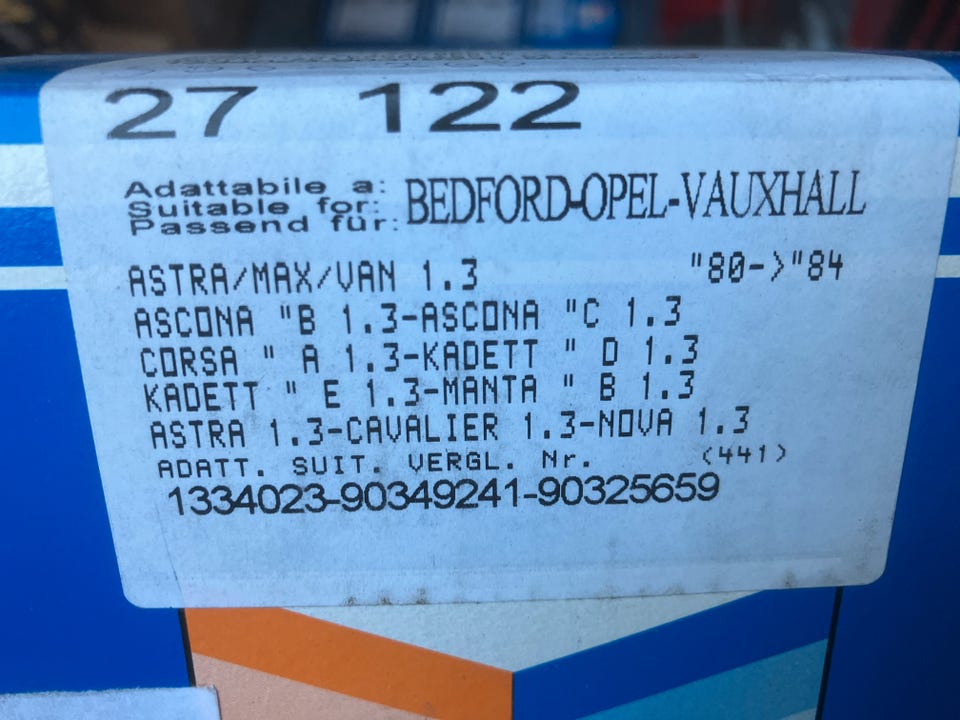 27 122
Adattabile a:
Suitable for:
Passend für:
BEDFORD-OPEL-VAUXHALL
ASTRA/MAX/VAN 1.3 "80->"84
ASCONA "B 1.3-ASCONA "C 1.3
CORSA " A 1.3-KADETT " D 1.3
KADETT " E 1.3-MANTA " B 1.3
ASTRA 1.3-CAVALIER 1.3-NOVA 1.3
ADATT. SUIT. VERGL. Nr. (441)
1334023-90349241-90325659